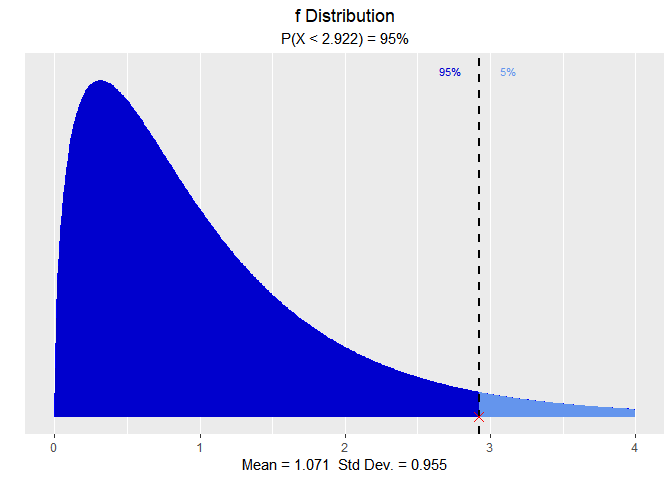 f Distribution
P(X < 2.922) = 95%
95% 5%
0 1 2 3 4
Mean = 1.071  Std Dev. = 0.955